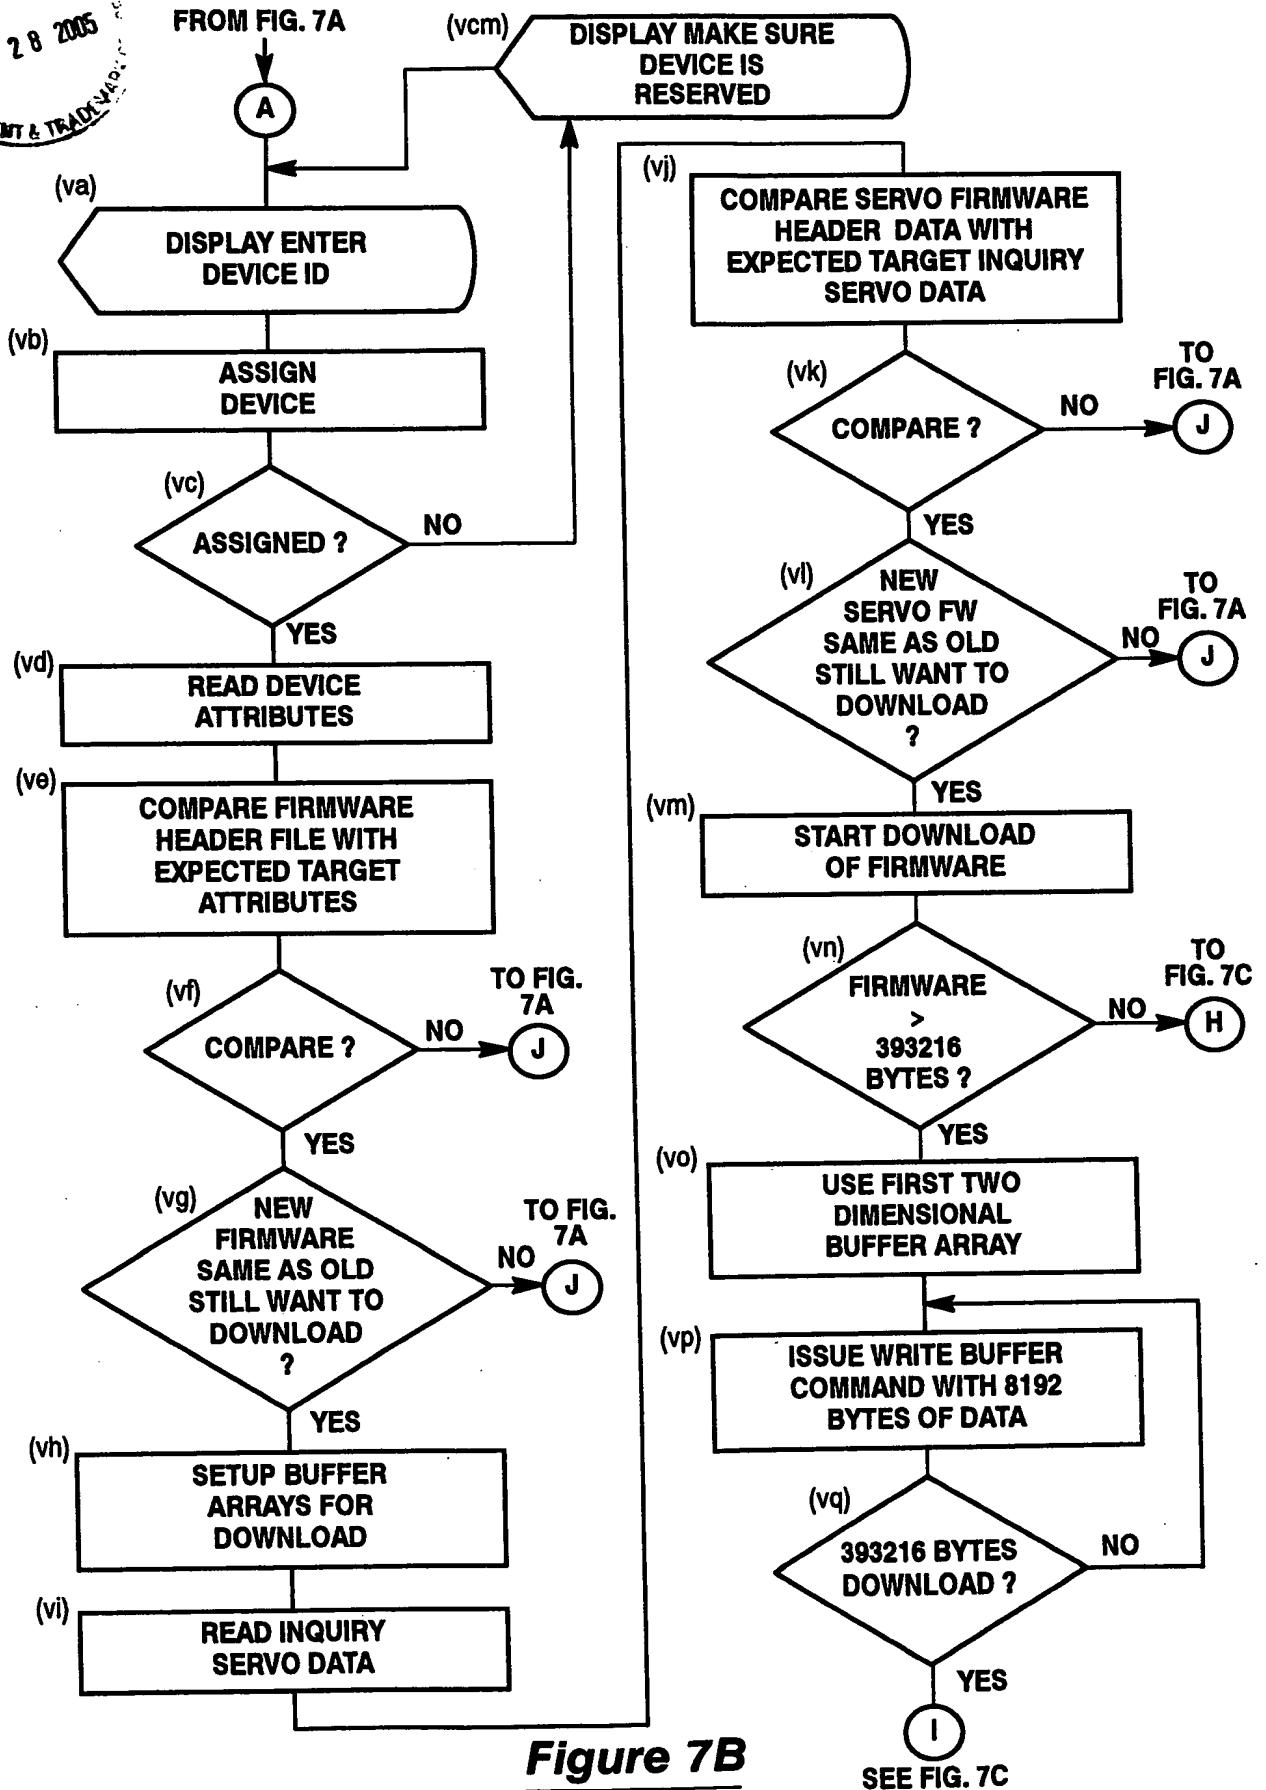 28 2005
& TRADEMAR
FROM FIG. 7A
A
(vcm)
DISPLAY MAKE SURE
DEVICE IS
RESERVED
(va)
DISPLAY ENTER
DEVICE ID
(vb)
ASSIGN
DEVICE
(vc)
ASSIGNED ?
NO
YES
(vd)
READ DEVICE
ATTRIBUTES
(ve)
COMPARE FIRMWARE
HEADER FILE WITH
EXPECTED TARGET
ATTRIBUTES
(vf)
COMPARE ?
NO
TO FIG.
7A
J
YES
(vg)
NEW
FIRMWARE
SAME AS OLD
STILL WANT TO
DOWNLOAD
?
NO
TO FIG.
7A
J
YES
(vh)
SETUP BUFFER
ARRAYS FOR
DOWNLOAD
(vi)
READ INQUIRY
SERVO DATA
(vj)
COMPARE SERVO FIRMWARE
HEADER DATA WITH
EXPECTED TARGET INQUIRY
SERVO DATA
(vk)
COMPARE ?
NO
TO
FIG. 7A
J
YES
(vl)
NEW
SERVO FW
SAME AS OLD
STILL WANT TO
DOWNLOAD
?
NO
TO
FIG. 7A
J
YES
(vm)
START DOWNLOAD
OF FIRMWARE
(vn)
FIRMWARE
>
393216
BYTES ?
NO
TO
FIG. 7C
H
YES
(vo)
USE FIRST TWO
DIMENSIONAL
BUFFER ARRAY
(vp)
ISSUE WRITE BUFFER
COMMAND WITH 8192
BYTES OF DATA
(vq)
393216 BYTES
DOWNLOAD ?
NO
YES
I
SEE FIG. 7C
Figure 7B